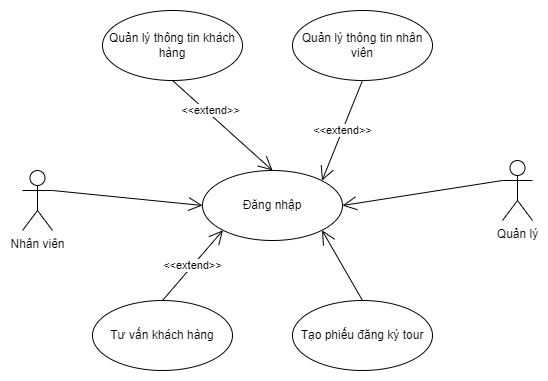 Quản lý thông tin khách
hàng
Quản lý thông tin nhân
viên
<<extend>>
<<extend>>
Đăng nhập
Nhân viên
Quản lý
<<extend>>
Tư vấn khách hàng
Tạo phiếu đăng ký tour